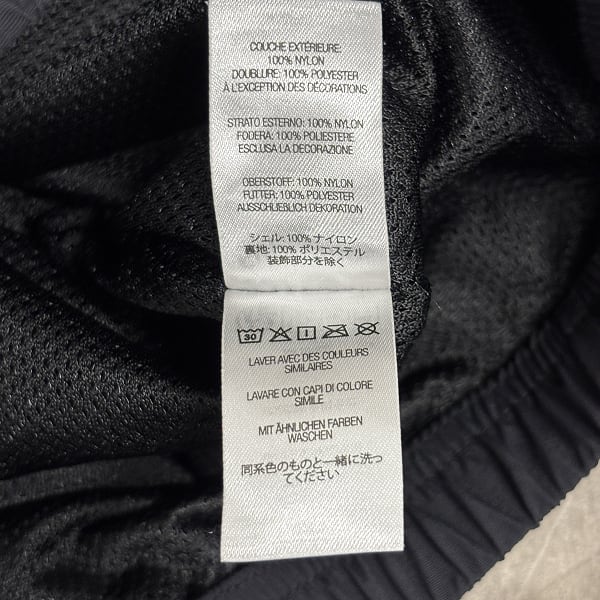 COUCHE EXTÉRIEURE:
100% NYLON
DOUBLURE: 100% POLYESTER
À L'EXCEPTION DES DÉCORATIONS
STRATO ESTERNO: 100% NYLON
FODERA: 100% POLIESTERE
ESCLUSA LA DECORAZIONE
OBERSTOFF: 100% NYLON
FUTTER: 100% POLYESTER
AUSSCHLIEßLICH DEKORATION
シェル: 100% ナイロン
裏地: 100% ポリエステル
装飾部分を除く
30
LAVER AVEC DES COULEURS
SIMILAIRES
LAVARE CON CAPI DI COLORE
SIMILE
MIT ÄHNLICHEN FARBEN
WASCHEN
同系色のものと一緒に洗っ
てください